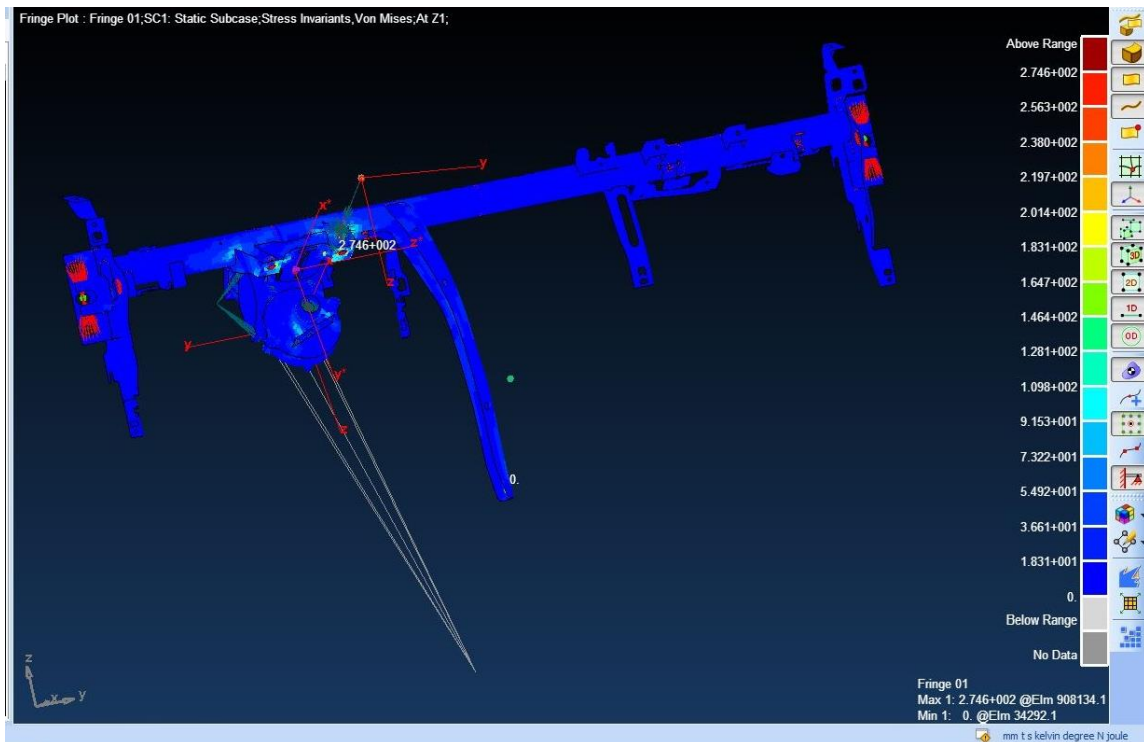 Fringe Plot : Fringe 01;SC1: Static Subcase;Stress Invariants,Von Mises;At Z1;
Above Range
2.746+002
2.563+002
2.380+002
2.197+002
2.014+002
1.831+002
1.647+002
1.464+002
1.281+002
1.098+002
9.153+001
7.322+001
5.492+001
3.661+001
1.831+001
0.
Below Range
No Data
y
x"
2.746+002
z"
z
y
y"
z
0.
z
x
y
3D
2D
1D
0D
Fringe 01
Max 1: 2.746+002 @Elm 908134.1
Min 1: 0. @Elm 34292.1
mm t s kelvin degree N joule